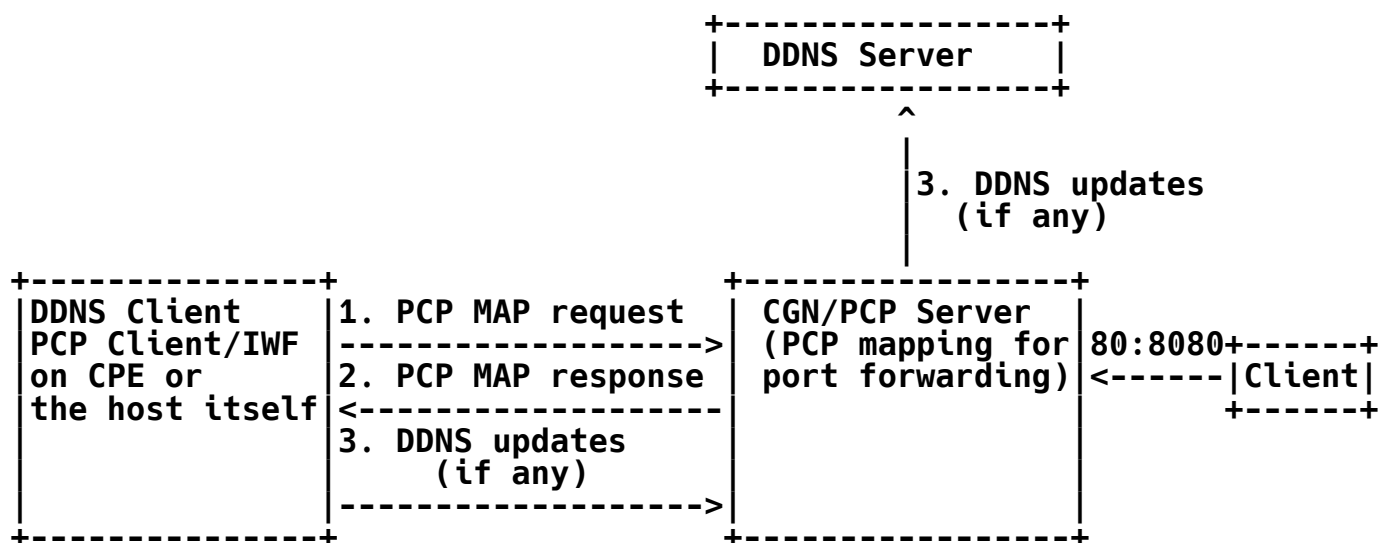 DDNS Server
3. DDNS updates
(if any)
DDNS Client
PCP Client/IWF
on CPE or
the host itself
1. PCP MAP request
2. PCP MAP response
3. DDNS updates
(if any)
CGN/PCP Server
(PCP mapping for
port forwarding)
80:8080
Client